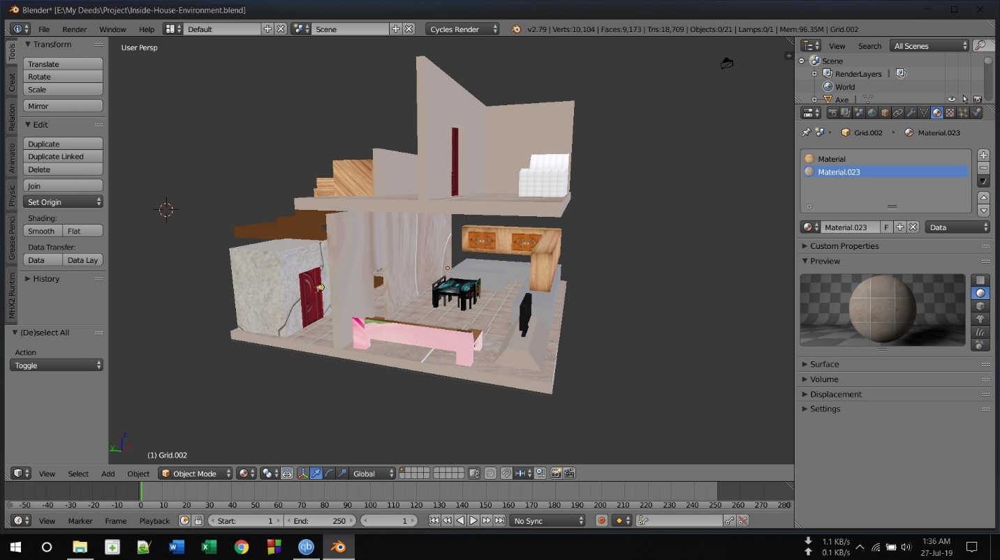 Blender* [E:\My Deeds\Project\Inside-House-Environment.blend]
File Render Window Help Default Scene Cycles Render v2.79 | Verts:10,104 | Faces:9,173 | Tris:18,709 | Objects:0/21 | Lamps:0/1 | Mem:96.35M | Grid.002
Tools
Creat
Relation
Animatio
Physic
Grease Penci
MHX2 Runtim
Transform
Translate
Rotate
Scale
Mirror
Edit
Duplicate
Duplicate Linked
Delete
Join
Set Origin
Shading:
Smooth Flat
Data Transfer:
Data Data Lay
History
(De)select All
Action
Toggle
User Persp
(1) Grid.002
View Search All Scenes
Scene
RenderLayers |
World
Axe |
Grid.002 Material.023
Material
Material.023
Material.023 F Data
Custom Properties
Preview
Surface
Volume
Displacement
Settings
View Select Add Object Object Mode Global
-50 -40 -30 -20 -10 0 10 20 30 40 50 60 70 80 90 100 110 120 130 140 150 160 170 180 190 200 210 220 230 240 250 260 270 280
View Marker Frame Playback Start: 1 End: 250 1 No Sync
qb
1.1 KB/s
0.1 KB/s
1:36 AM
27-Jul-19